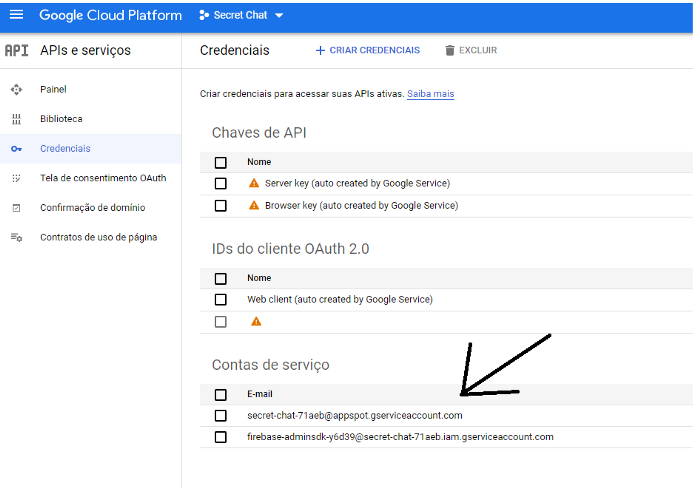 Google Cloud Platform
Secret Chat
API
APIs e serviços
Credenciais
CRIAR CREDENCIAIS
EXCLUIR
Painel
Biblioteca
Credenciais
Tela de consentimento OAuth
Confirmação de domínio
Contratos de uso de página
Criar credenciais para acessar suas APIs ativas. Saiba mais
Chaves de API
Nome
Server key (auto created by Google Service)
Browser key (auto created by Google Service)
IDs do cliente OAuth 2.0
Nome
Web client (auto created by Google Service)
Contas de serviço
E-mail
secret-chat-71aeb@appspot.gserviceaccount.com
firebase-adminsdk-y6d39@secret-chat-71aeb.iam.gserviceaccount.com